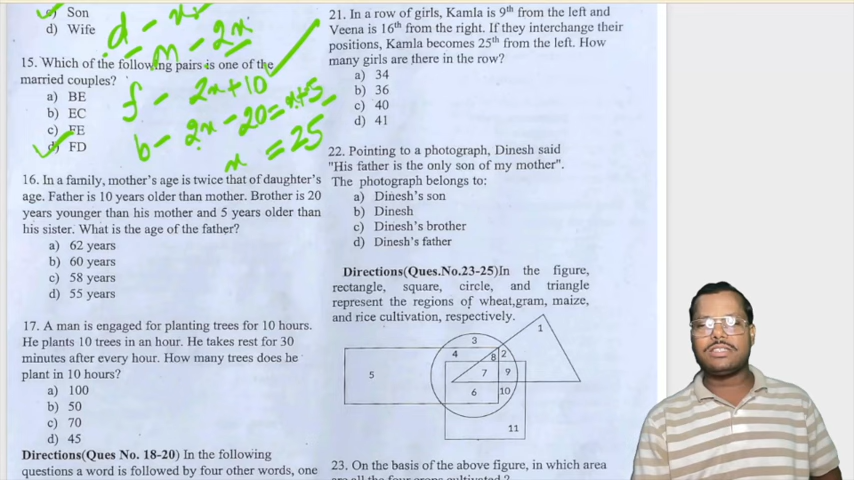 Son
d) Wife
d - x
m - 2x
f - 2x+10
b - 2x - 20 = x+5
x = 25
15. Which of the following pairs is one of the
married couples?
a) BE
b) EC
c) FE
d) FD
16. In a family, mother's age is twice that of daughter's
age. Father is 10 years older than mother. Brother is 20
years younger than his mother and 5 years older than
his sister. What is the age of the father?
a) 62 years
b) 60 years
c) 58 years
d) 55 years
17. A man is engaged for planting trees for 10 hours.
He plants 10 trees in an hour. He takes rest for 30
minutes after every hour. How many trees does he
plant in 10 hours?
a) 100
b) 50
c) 70
d) 45
Directions(Ques No. 18-20) In the following
questions a word is followed by four other words, one
21. In a row of girls, Kamla is 9th from the left and
Veena is 16th from the right. If they interchange their
positions, Kamla becomes 25th from the left. How
many girls are there in the row?
a) 34
b) 36
c) 40
d) 41
22. Pointing to a photograph, Dinesh said
"His father is the only son of my mother".
The photograph belongs to:
a) Dinesh's son
b) Dinesh
c) Dinesh's brother
d) Dinesh's father
Directions(Ques.No.23-25)In the figure,
rectangle, square, circle, and triangle
represent the regions of wheat,gram, maize,
and rice cultivation, respectively.
1
3
4
8
2
5
7
9
6
10
11
23. On the basis of the above figure, in which area
are all the four crops cultivated ?